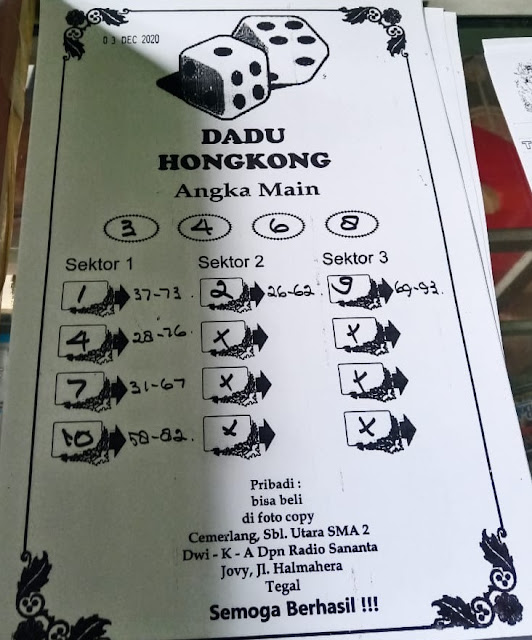 03 DEC 2020
DADU
HONGKONG
Angka Main
3 4 6 8
Sektor 1 Sektor 2 Sektor 3
1 37-73. 2 26-62. 9 69-93.
4 28-76. x x
7 31-67 x x
10 58-82. x x
Pribadi :
bisa beli
di foto copy
Cemerlang, Sbl. Utara SMA 2
Dwi - K - A Dpn Radio Sananta
Jovy, Jl. Halmahera
Tegal
Semoga Berhasil !!!